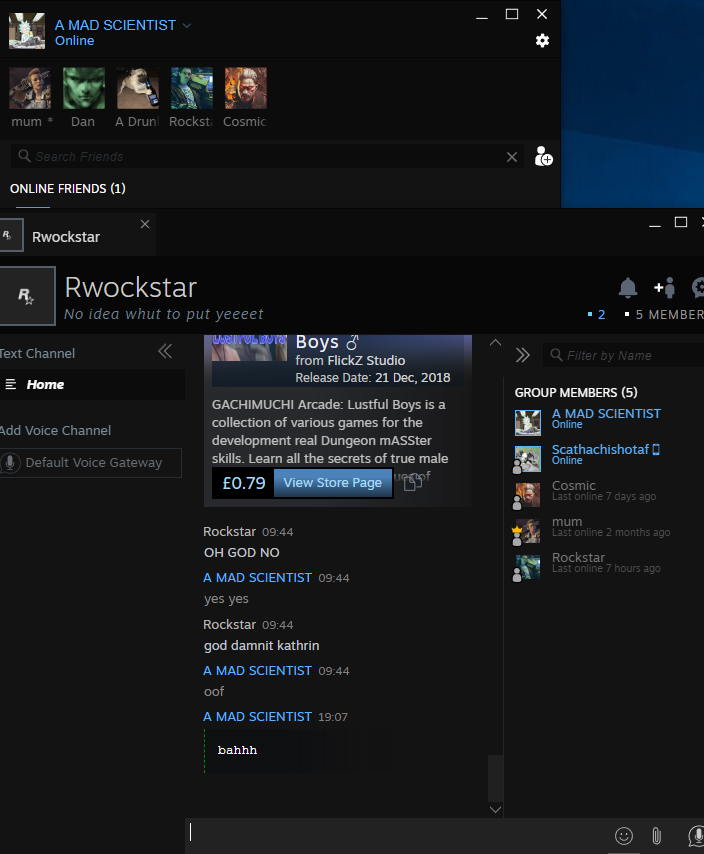 A MAD SCIENTIST
Online
mum *
Dan
A Drunl
Rocksta
Cosmic
Search Friends
ONLINE FRIENDS (1)
R
Rwockstar
R
Rwockstar
No idea whut to put yeeeet
2
5 MEMBER
Text Channel
Home
Add Voice Channel
Default Voice Gateway
Boys ♂
from FlickZ Studio
Release Date: 21 Dec, 2018
GACHIMUCHI Arcade: Lustful Boys is a
collection of various games for the
development real Dungeon mASSter
skills. Learn all the secrets of true male
£0.79
View Store Page
Rockstar 09:44
OH GOD NO
A MAD SCIENTIST 09:44
yes yes
Rockstar 09:44
god damnit kathrin
A MAD SCIENTIST 09:44
oof
A MAD SCIENTIST 19:07
bahhh
Filter by Name
GROUP MEMBERS (5)
A MAD SCIENTIST
Online
Scathachishotaf
Online
Cosmic
Last online 7 days ago
mum
Last online 2 months ago
Rockstar
Last online 7 hours ago